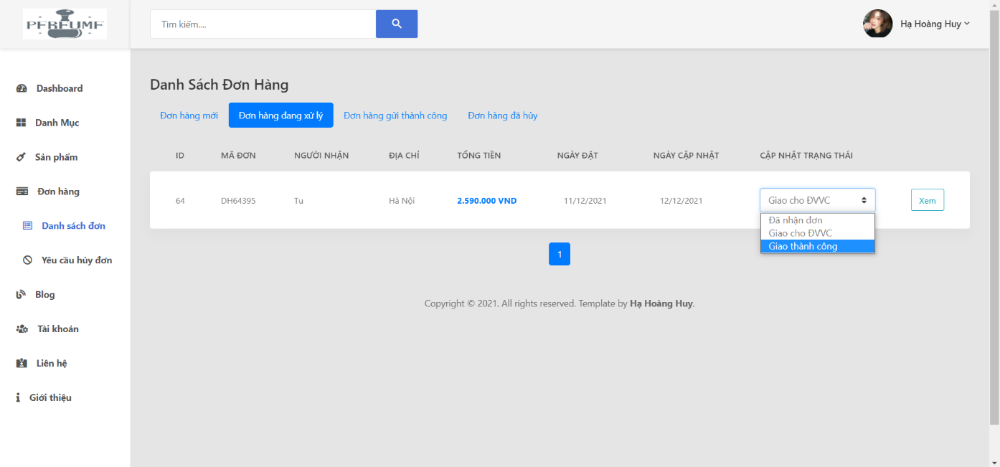 PERFUME
Tìm kiếm....
Hạ Hoàng Huy
Dashboard
Danh Mục
Sản phẩm
Đơn hàng
Danh sách đơn
Yêu cầu hủy đơn
Blog
Tài khoản
Liên hệ
Giới thiệu
Danh Sách Đơn Hàng
Đơn hàng mới Đơn hàng đang xử lý Đơn hàng gửi thành công Đơn hàng đã hủy
ID MÃ ĐƠN NGƯỜI NHẬN ĐỊA CHỈ TỔNG TIỀN NGÀY ĐẶT NGÀY CẬP NHẬT CẬP NHẬT TRẠNG THÁI
64 DH64395 Tu Hà Nội 2.590.000 VND 11/12/2021 12/12/2021 Giao cho ĐVVC Xem
Đã nhận đơn
Giao cho ĐVVC
Giao thành công
1
Copyright © 2021. All rights reserved. Template by Hạ Hoàng Huy.